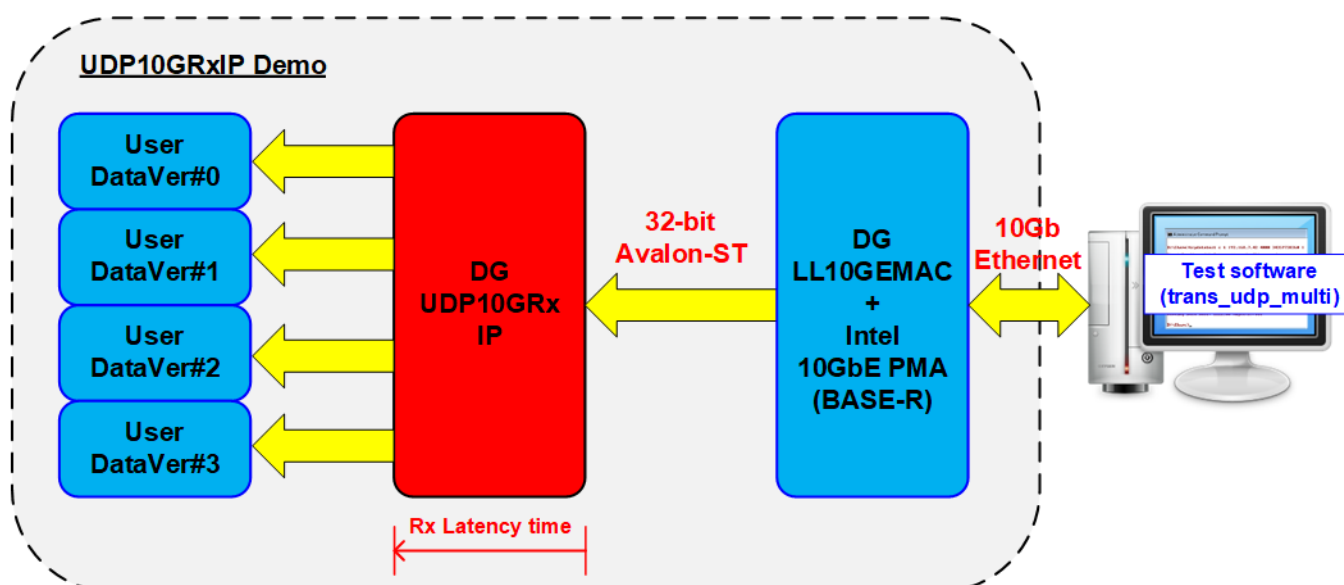 UDP10GRxIP Demo
User
DataVer#0
User
DataVer#1
User
DataVer#2
User
DataVer#3
DG
UDP10GRx
IP
Rx Latency time
32-bit
Avalon-ST
DG
LL10GEMAC
+
Intel
10GbE PMA
(BASE-R)
10Gb
Ethernet
Test software
(trans_udp_multi)